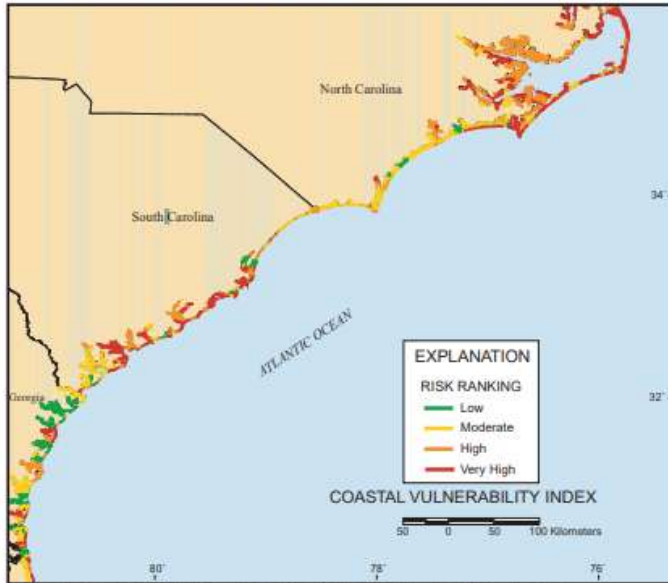 North Carolina
34°
South Carolina
ATLANTIC OCEAN
EXPLANATION
RISK RANKING
Low
Moderate
High
Very High
Georgia
32°
COASTAL VULNERABILITY INDEX
50 0 50 100 Kilometers
80° 78° 76°